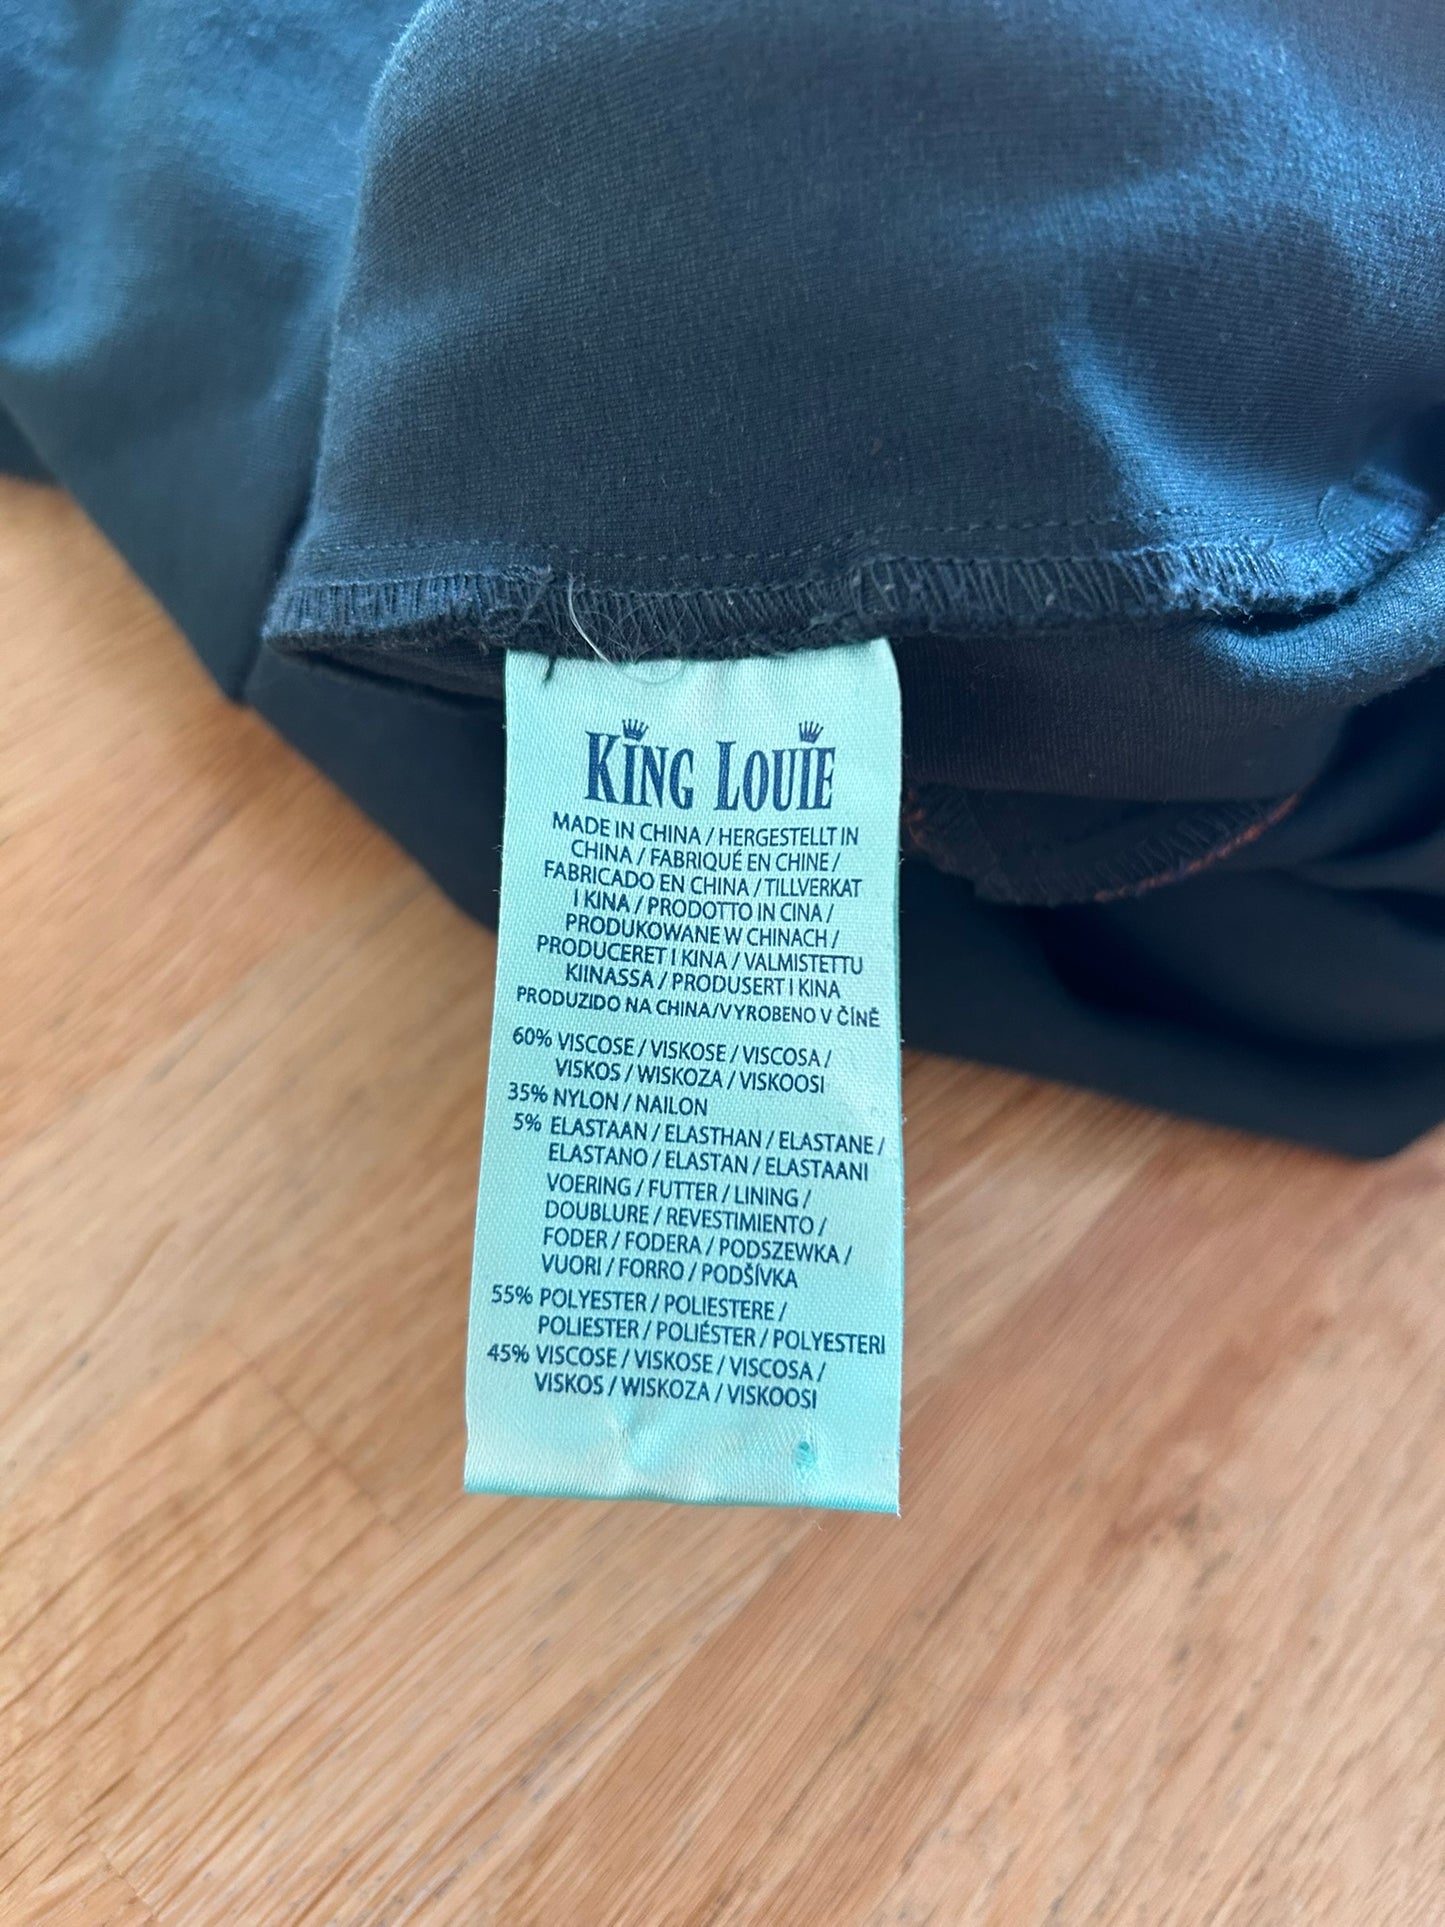 KING LOUIE
MADE IN CHINA / HERGESTELLT IN
CHINA / FABRIQUÉ EN CHINE /
FABRICADO EN CHINA / TILLVERKAT
I KINA / PRODOTTO IN CINA /
PRODUKOWANE W CHINACH /
PRODUCERET I KINA / VALMISTETTU
KIINASSA / PRODUSERT I KINA
PRODUZIDO NA CHINA/VYROBENO V ČÍNĚ
60% VISCOSE / VISKOSE / VISCOSA /
VISKOS / WISKOZA / VISKOOSI
35% NYLON / NAILON
5% ELASTAAN / ELASTHAN / ELASTANE /
ELASTANO / ELASTAN / ELASTAANI
VOERING / FUTTER / LINING /
DOUBLURE / REVESTIMIENTO /
FODER / FODERA / PODSZEWKA /
VUORI / FORRO / PODŠÍVKA
55% POLYESTER / POLIESTERE /
POLIESTER / POLIÉSTER / POLYESTERI
45% VISCOSE / VISKOSE / VISCOSA /
VISKOS / WISKOZA / VISKOOSI